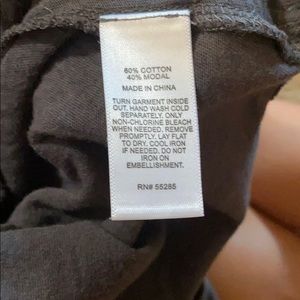 60% COTTON
40% MODAL
MADE IN CHINA
TURN GARMENT INSIDE
OUT. HAND WASH COLD
SEPARATELY. ONLY
NON-CHLORINE BLEACH
WHEN NEEDED. REMOVE
PROMPTLY. LAY FLAT
TO DRY. COOL IRON
IF NEEDED. DO NOT
IRON ON
EMBELLISHMENT.
RN# 55285